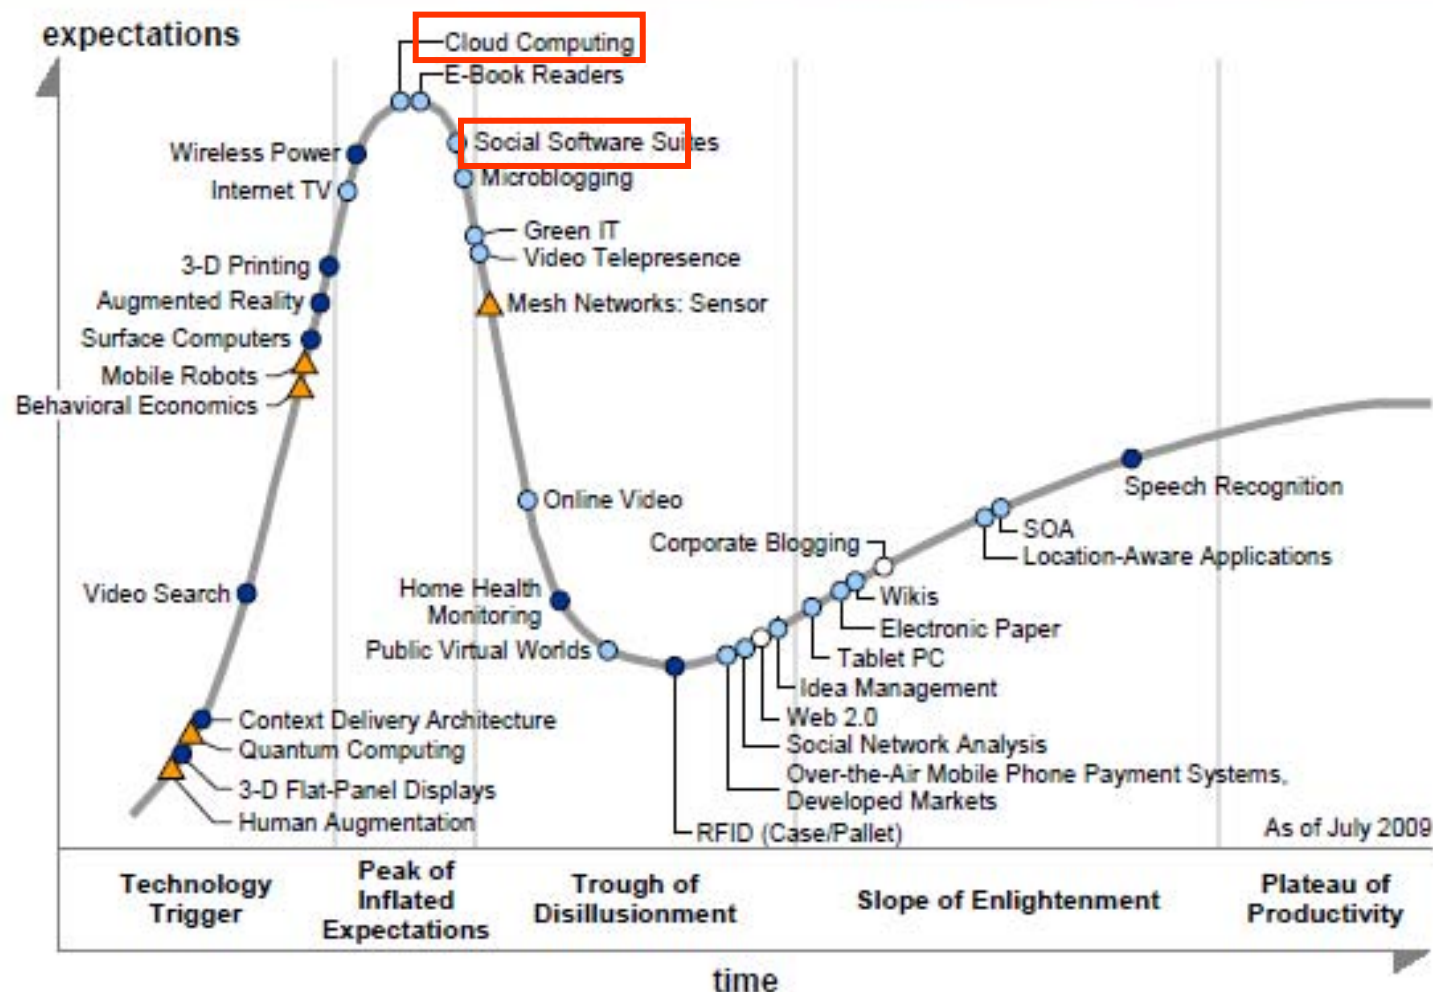 expectations
Cloud Computing
E-Book Readers
Social Software Suites
Wireless Power
Microblogging
Internet TV
Green IT
Video Telepresence
3-D Printing
Augmented Reality
Mesh Networks: Sensor
Surface Computers
Mobile Robots
Behavioral Economics
Online Video
Speech Recognition
SOA
Corporate Blogging
Location-Aware Applications
Video Search
Home Health
Monitoring
Wikis
Electronic Paper
Public Virtual Worlds
Tablet PC
Idea Management
Web 2.0
Context Delivery Architecture
Social Network Analysis
Quantum Computing
Over-the-Air Mobile Phone Payment Systems,
Developed Markets
3-D Flat-Panel Displays
Human Augmentation
RFID (Case/Pallet)
As of July 2009
Technology
Trigger
Peak of
Inflated
Expectations
Trough of
Disillusionment
Slope of Enlightenment
Plateau of
Productivity
time